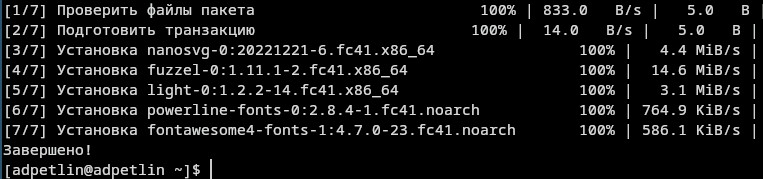 [1/7] Проверить файлы пакета 100% | 833.0 B/s | 5.0 B
[2/7] Подготовить транзакцию 100% | 14.0 B/s | 5.0 B |
[3/7] Установка nanosvg-0:20221221-6.fc41.x86_64 100% | 4.4 MiB/s |
[4/7] Установка fuzzel-0:1.11.1-2.fc41.x86_64 100% | 14.6 MiB/s |
[5/7] Установка light-0:1.2.2-14.fc41.x86_64 100% | 3.1 MiB/s |
[6/7] Установка powerline-fonts-0:2.8.4-1.fc41.noarch 100% | 764.9 KiB/s |
[7/7] Установка fontawesome4-fonts-1:4.7.0-23.fc41.noarch 100% | 586.1 KiB/s |
Завершено!
[adpetlin@adpetlin ~]$